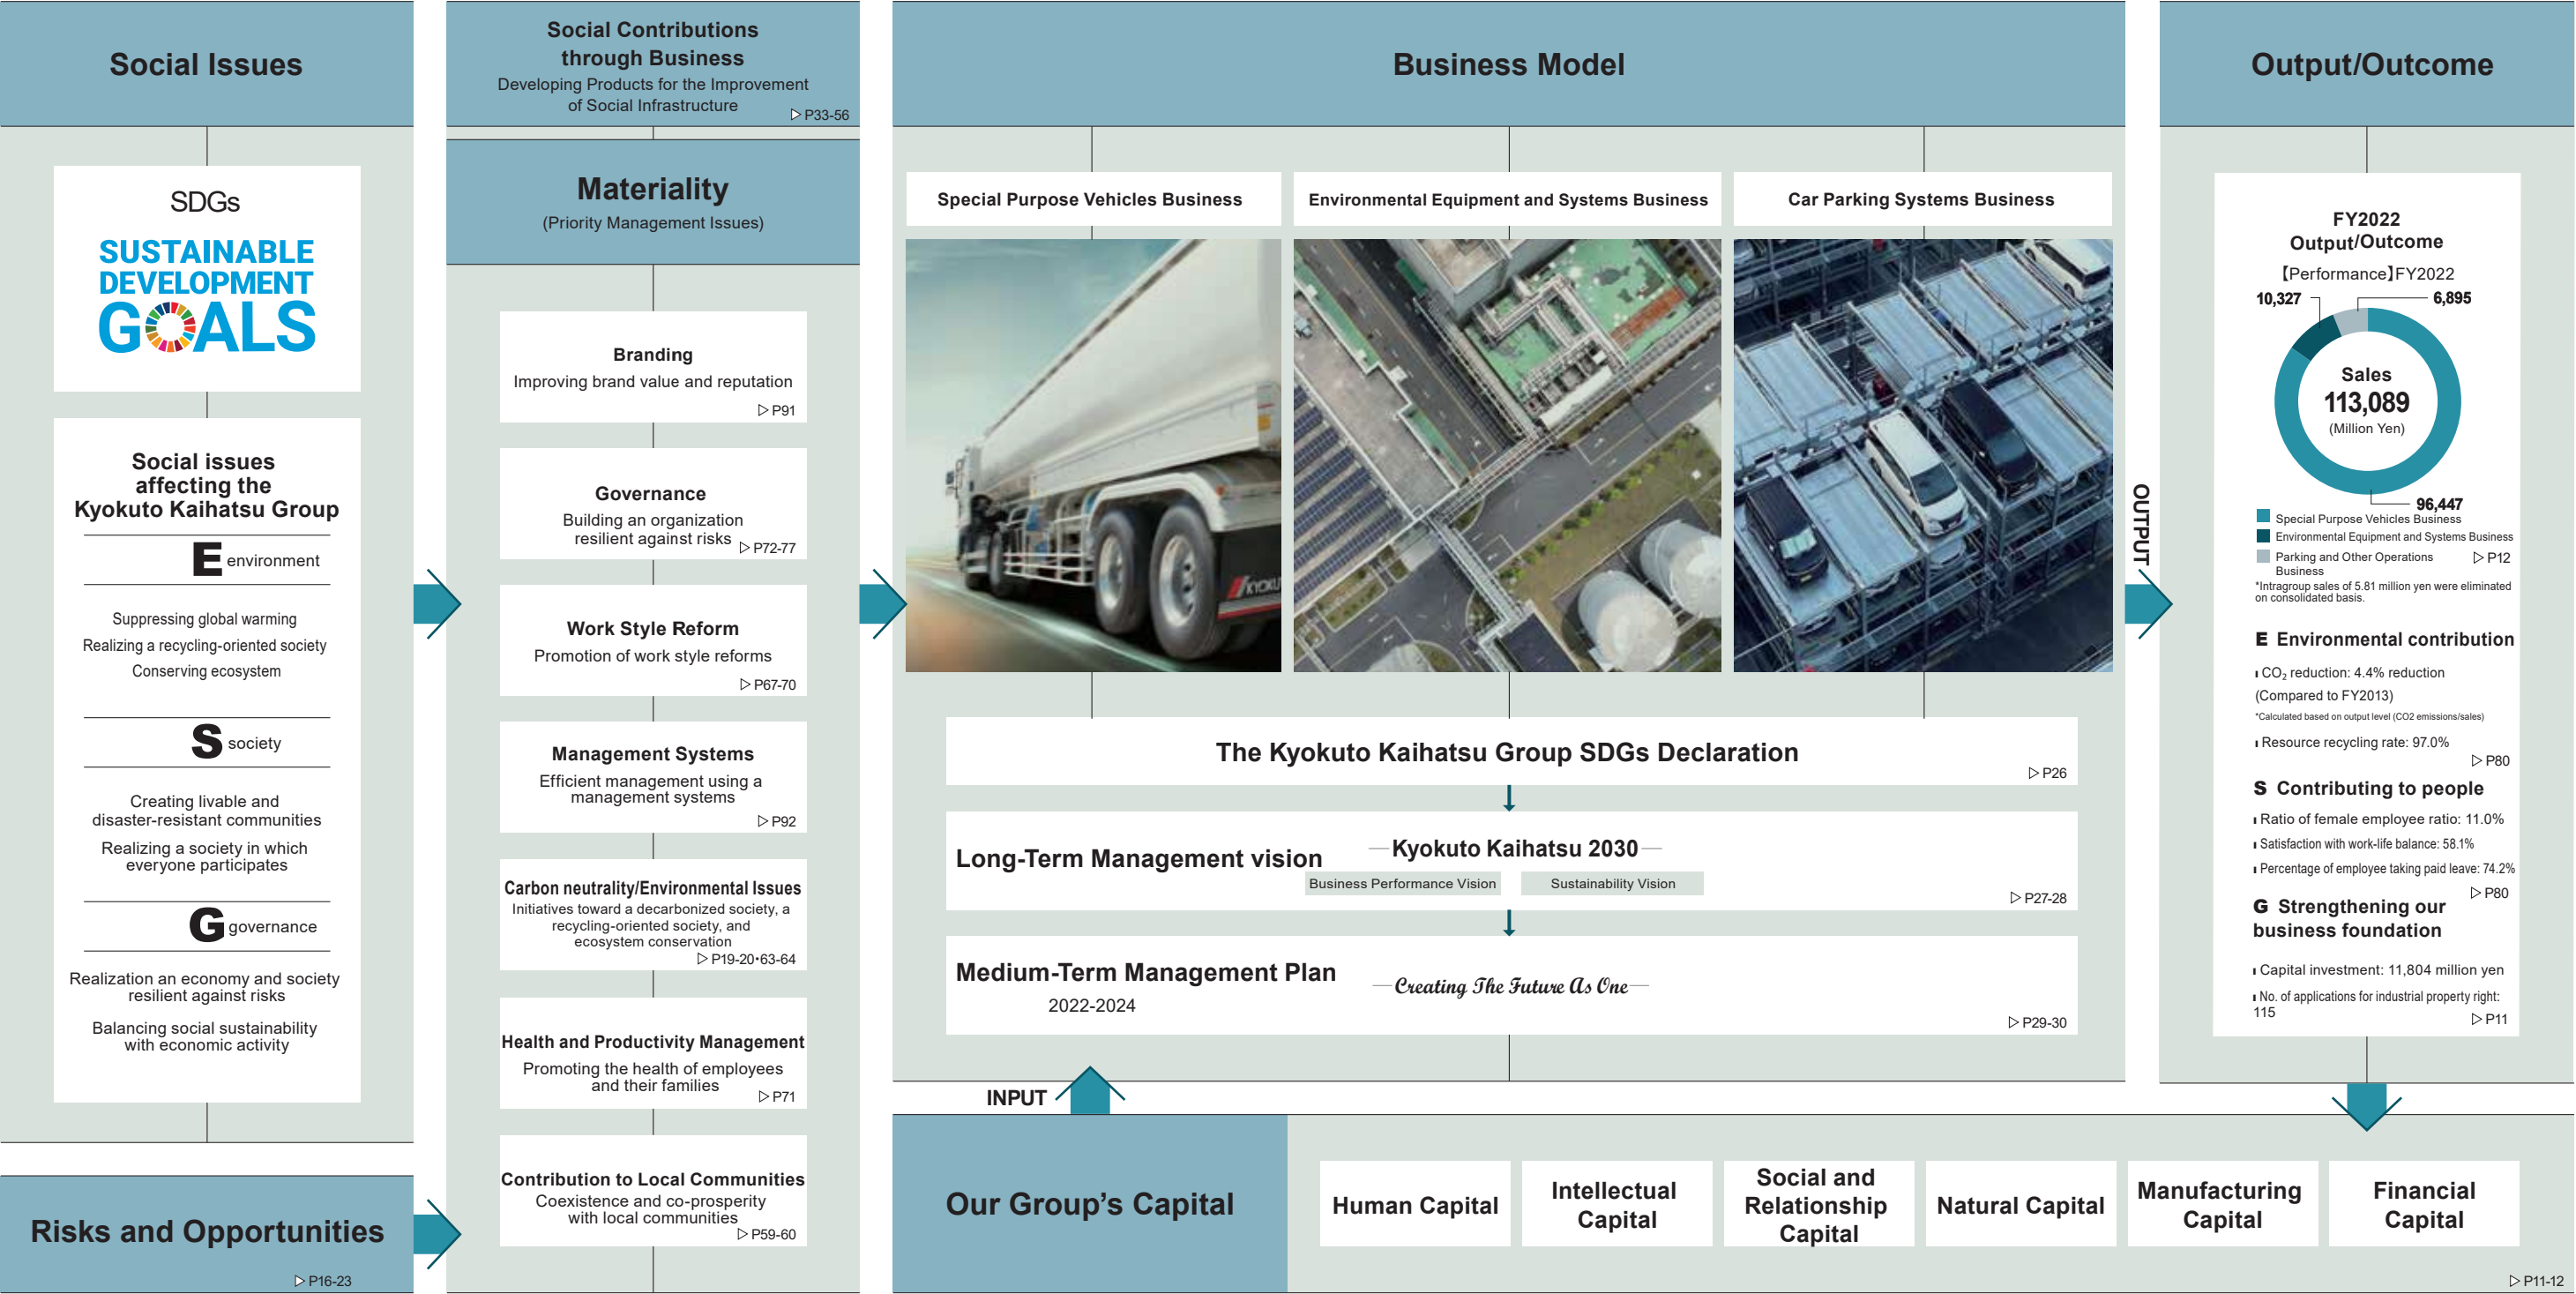 Social Issues
SDGs
SUSTAINABLE
DEVELOPMENT
GOALS
Social issues
affecting the
Kyokuto Kaihatsu Group
E environment
Suppressing global warming
Realizing a recycling-oriented society
Conserving ecosystem
S society
Creating livable and
disaster-resistant communities
Realizing a society in which
everyone participates
G governance
Realization an economy and society
resilient against risks
Balancing social sustainability
with economic activity
Risks and Opportunities
▷ P16-23
Social Contributions
through Business
Developing Products for the Improvement
of Social Infrastructure
▷ P33-56
Materiality
(Priority Management Issues)
Branding
Improving brand value and reputation
▷ P91
Governance
Building an organization
resilient against risks
▷ P72-77
Work Style Reform
Promotion of work style reforms
▷ P67-70
Management Systems
Efficient management using a
management systems
▷ P92
Carbon neutrality/Environmental Issues
Initiatives toward a decarbonized society, a
recycling-oriented society, and
ecosystem conservation
▷ P19-20・63-64
Health and Productivity Management
Promoting the health of employees
and their families
▷ P71
Contribution to Local Communities
Coexistence and co-prosperity
with local communities
▷ P59-60
Business Model
Special Purpose Vehicles Business
Environmental Equipment and Systems Business
Car Parking Systems Business
KYOKU
The Kyokuto Kaihatsu Group SDGs Declaration
▷ P26
Long-Term Management vision
Kyokuto Kaihatsu 2030
Business Performance Vision
Sustainability Vision
▷ P27-28
Medium-Term Management Plan
2022-2024
Creating The Future As One
▷ P29-30
INPUT
OUTPUT
Our Group's Capital
Human Capital
Intellectual
Capital
Social and
Relationship
Capital
Natural Capital
Manufacturing
Capital
Financial
Capital
▷ P11-12
Output/Outcome
FY2022
Output/Outcome
【Performance】FY2022
10,327
6,895
Sales
113,089
(Million Yen)
96,447
Special Purpose Vehicles Business
Environmental Equipment and Systems Business
Parking and Other Operations
Business
▷ P12
*Intragroup sales of 5.81 million yen were eliminated
on consolidated basis.
E Environmental contribution
CO₂ reduction: 4.4% reduction
(Compared to FY2013)
*Calculated based on output level (CO2 emissions/sales)
Resource recycling rate: 97.0%
▷ P80
S Contributing to people
Ratio of female employee ratio: 11.0%
Satisfaction with work-life balance: 58.1%
Percentage of employee taking paid leave: 74.2%
▷ P80
G Strengthening our
business foundation
Capital investment: 11,804 million yen
No. of applications for industrial property right:
115
▷ P11